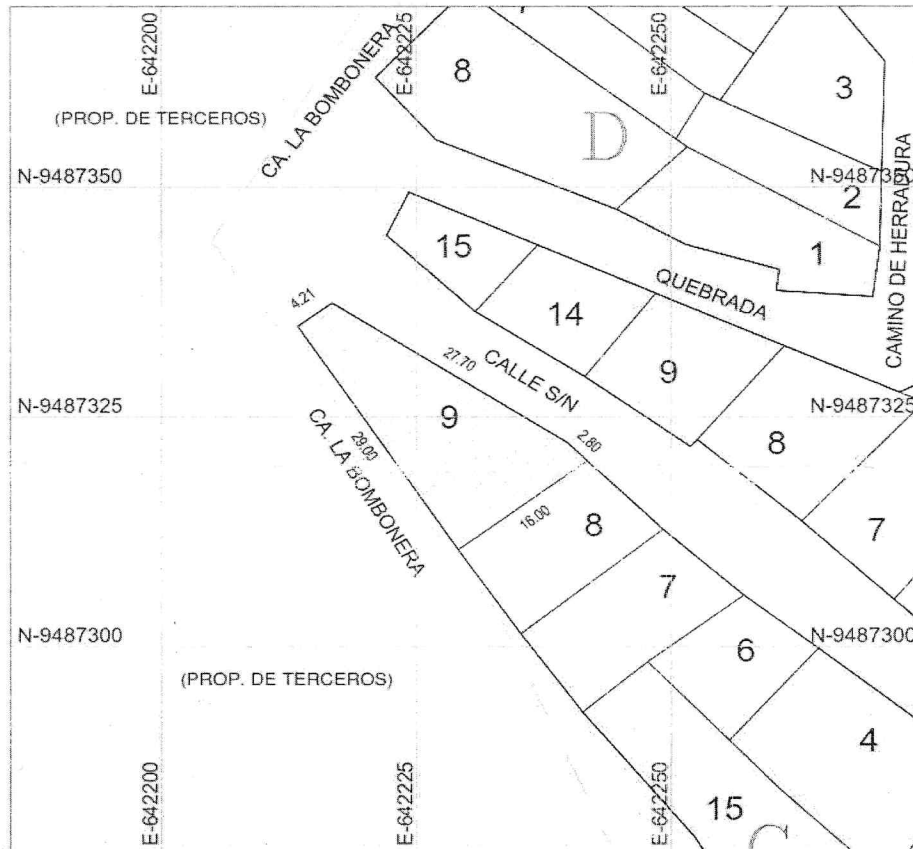 E-642200
E-642225
E-642250
8
3
(PROP. DE TERCEROS)
CA. LA BOMBONERA
D
N-9487350
N-9487350
2
CAMINO DE HERRADURA
15
1
QUEBRADA
14
4.21
27.70
CALLE S/N
9
N-9487325
9
29.00
2.80
8
CA. LA BOMBONERA
16.00
8
7
7
N-9487300
N-9487300
6
(PROP. DE TERCEROS)
4
E-642200
E-642225
E-642250
15
C